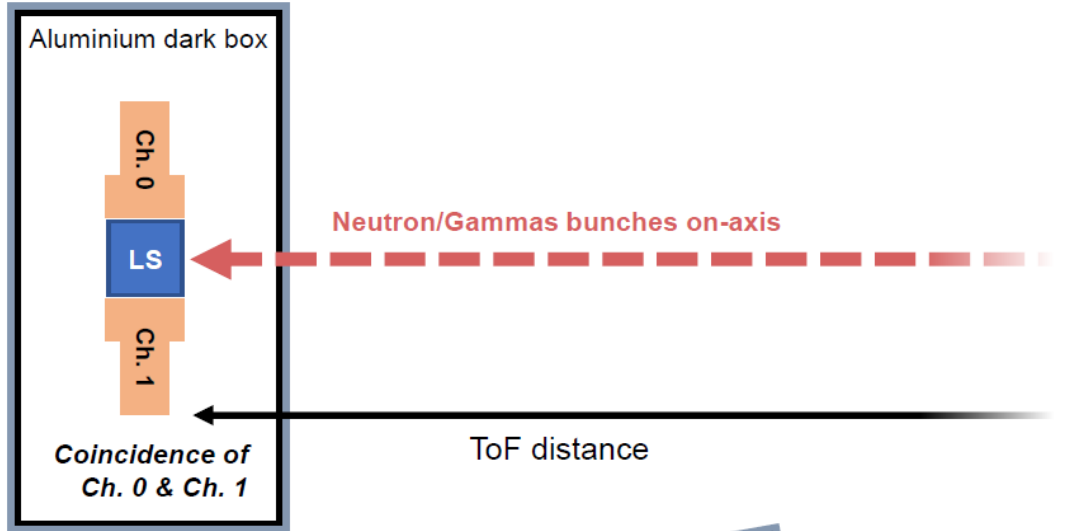 Aluminium dark box
Ch. 0
Neutron/Gammas bunches on-axis
LS
Ch. 1
ToF distance
Coincidence of
Ch. 0 & Ch. 1